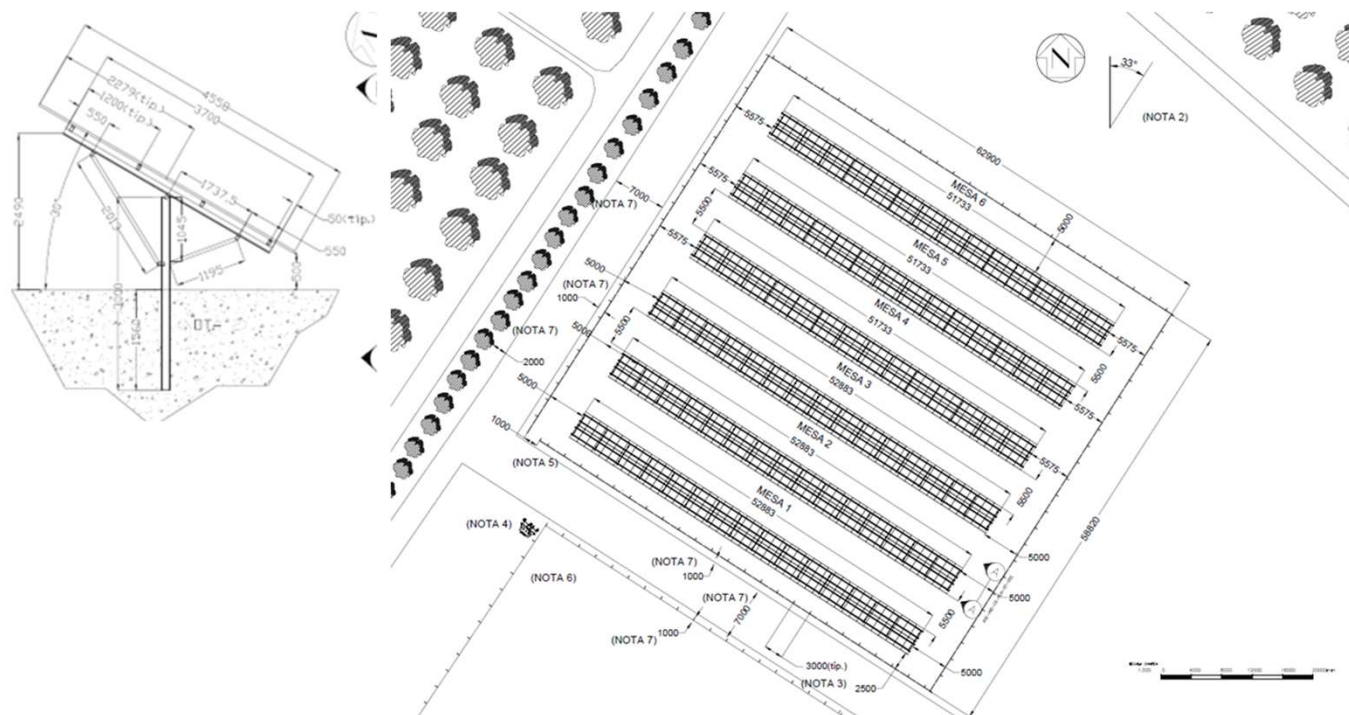 4558
3700
2279(tip.)
1200(tip.)
550
1737.5
50(tip.)
550
2490
30°
2013
1045
1195
500
1560
N
33°
(NOTA 2)
62900
5575
MESA 6
51733
5000
5575
5575
5500
MESA 5
51733
5500
5575
7000
(NOTA 7)
5575
MESA 4
51733
5575
5000
(NOTA 7)
1000
5500
MESA 3
52883
5500
5000
(NOTA 7)
2000
5000
MESA 2
52883
58820
5000
1000
(NOTA 5)
MESA 1
52883
A
A
5000
5500
5000
(NOTA 4)
(NOTA 6)
(NOTA 7)
1000
(NOTA 7)
7000
1000
(NOTA 7)
3000(tip.)
(NOTA 3)
2500